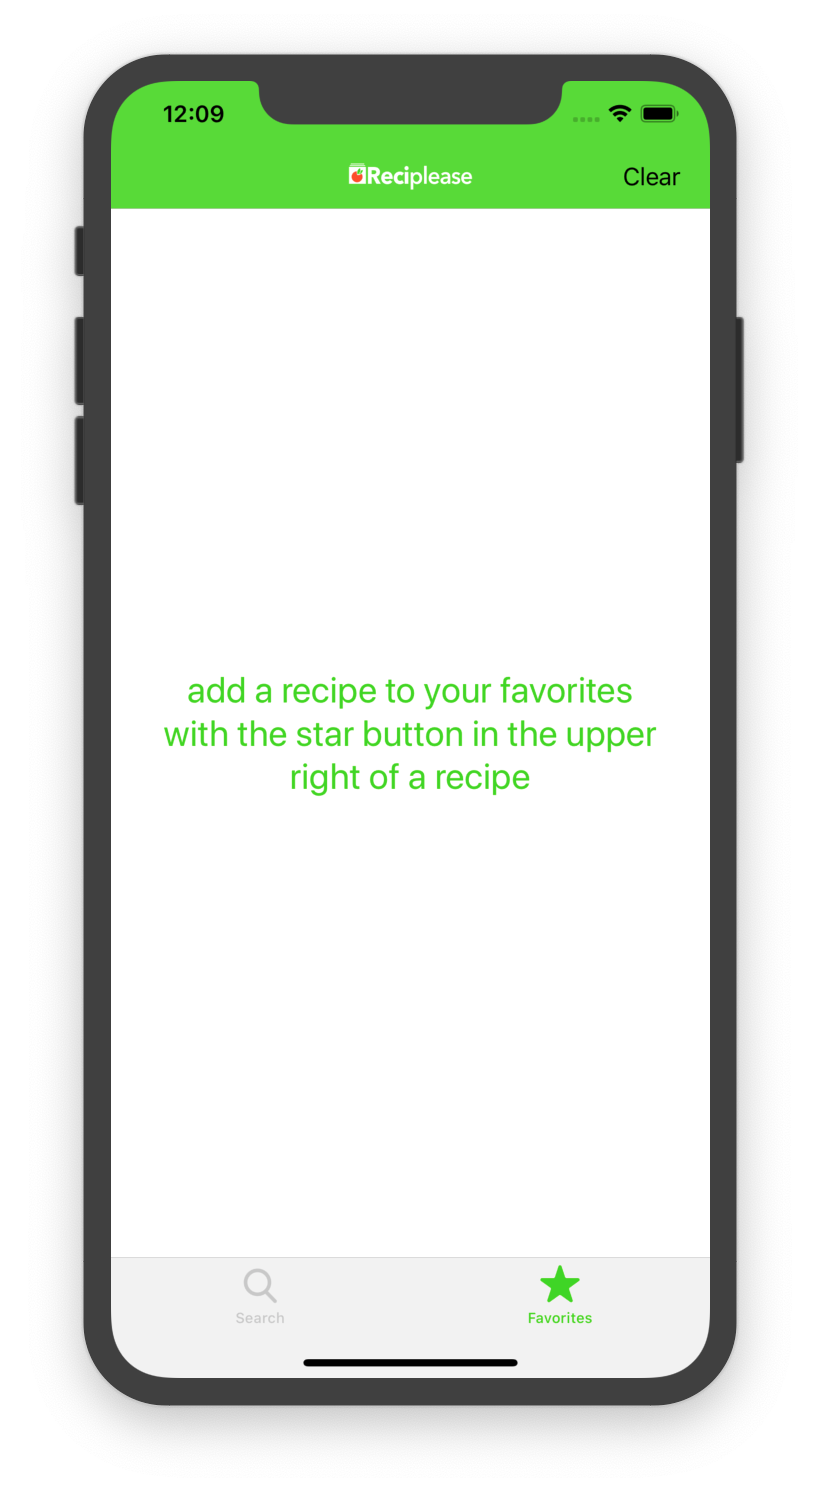 12:09
Reciplease
Clear
add a recipe to your favorites
with the star button in the upper
right of a recipe
Search
Favorites